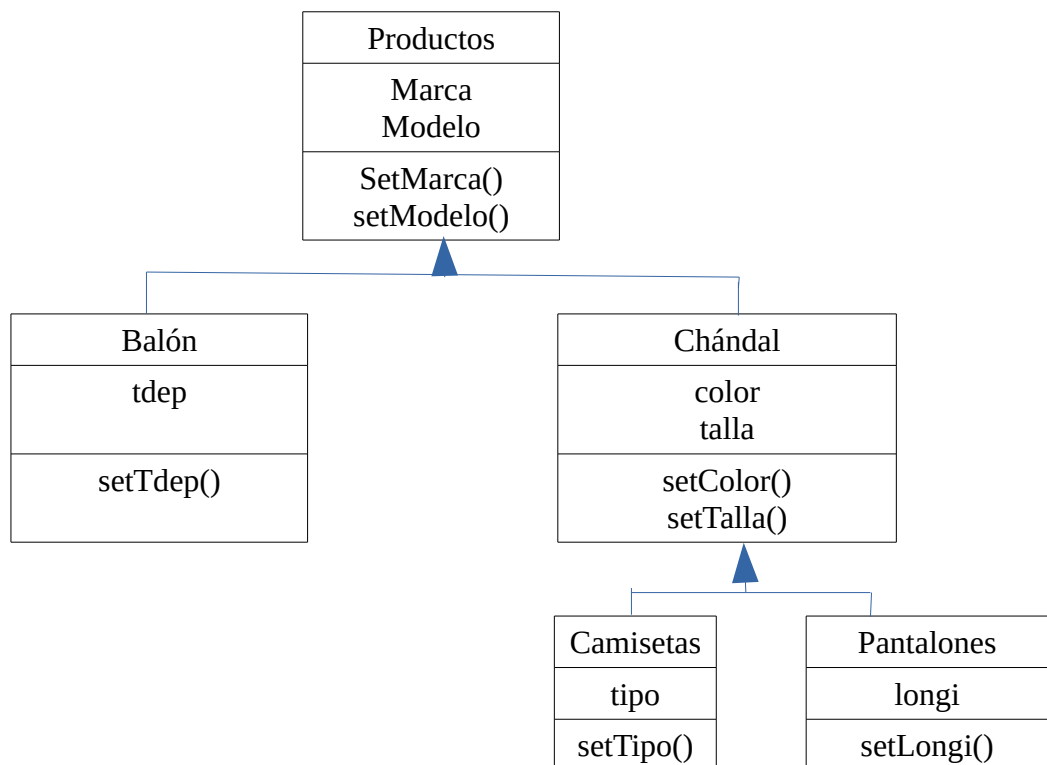 Productos
Marca
Modelo
SetMarca()
setModelo()
Balón
tdep
setTdep()
Chándal
color
talla
setColor()
setTalla()
Camisetas
tipo
setTipo()
Pantalones
longi
setLongi()